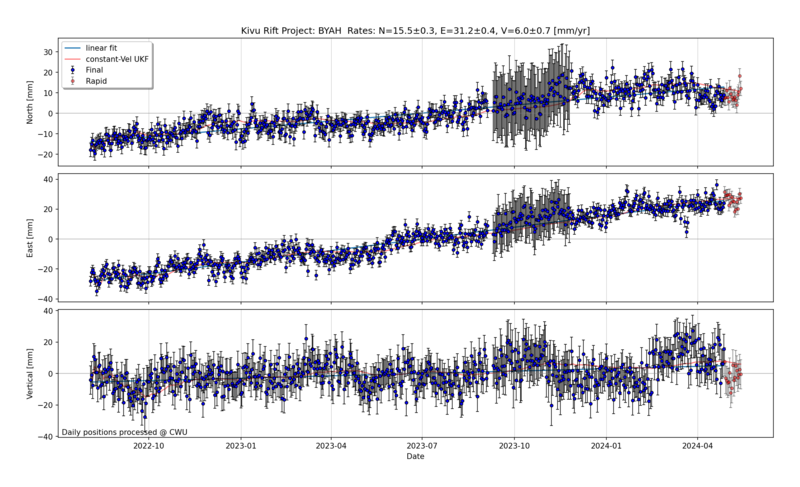 Kivu Rift Project: BYAH Rates: N=15.5±0.3, E=31.2±0.4, V=6.0±0.7 [mm/yr]
linear fit
constant-Vel UKF
Final
Rapid
North [mm]
30
20
10
0
−10
−20
East [mm]
40
20
0
−20
−40
Vertical [mm]
40
20
0
−20
−40
Daily positions processed @ CWU
2022-10
2023-01
2023-04
2023-07
2023-10
2024-01
2024-04
Date